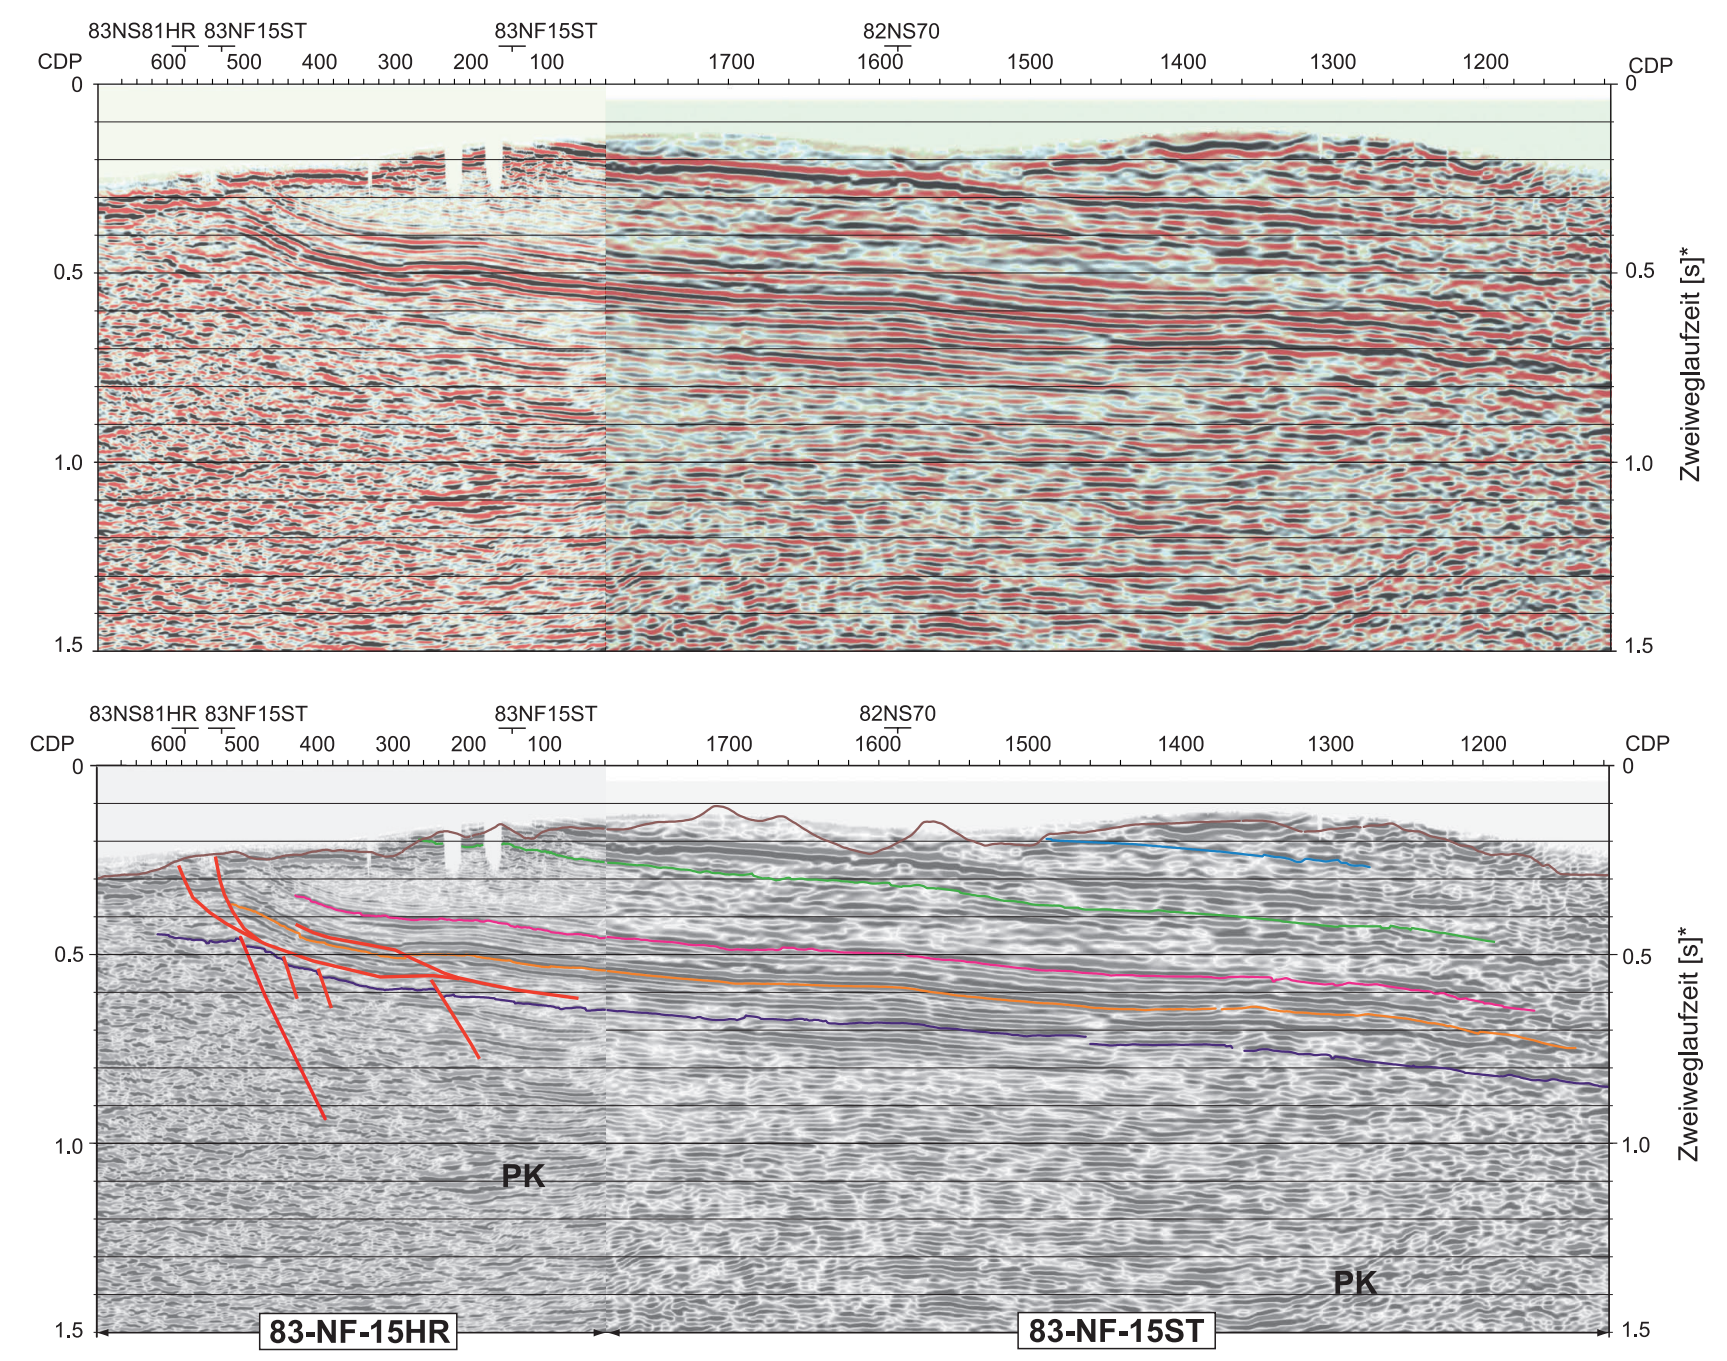 83NS81HR 83NF15ST 83NF15ST 82NS70
CDP 600 500 400 300 200 100 1700 1600 1500 1400 1300 1200 CDP
0 0
0.5 0.5
1.0 1.0
1.5 1.5
Zweiweglaufzeit [s]*
83NS81HR 83NF15ST 83NF15ST 82NS70
CDP 600 500 400 300 200 100 1700 1600 1500 1400 1300 1200 CDP
0 0
0.5 0.5
1.0 1.0
1.5 1.5
Zweiweglaufzeit [s]*
PK
PK
83-NF-15HR 83-NF-15ST